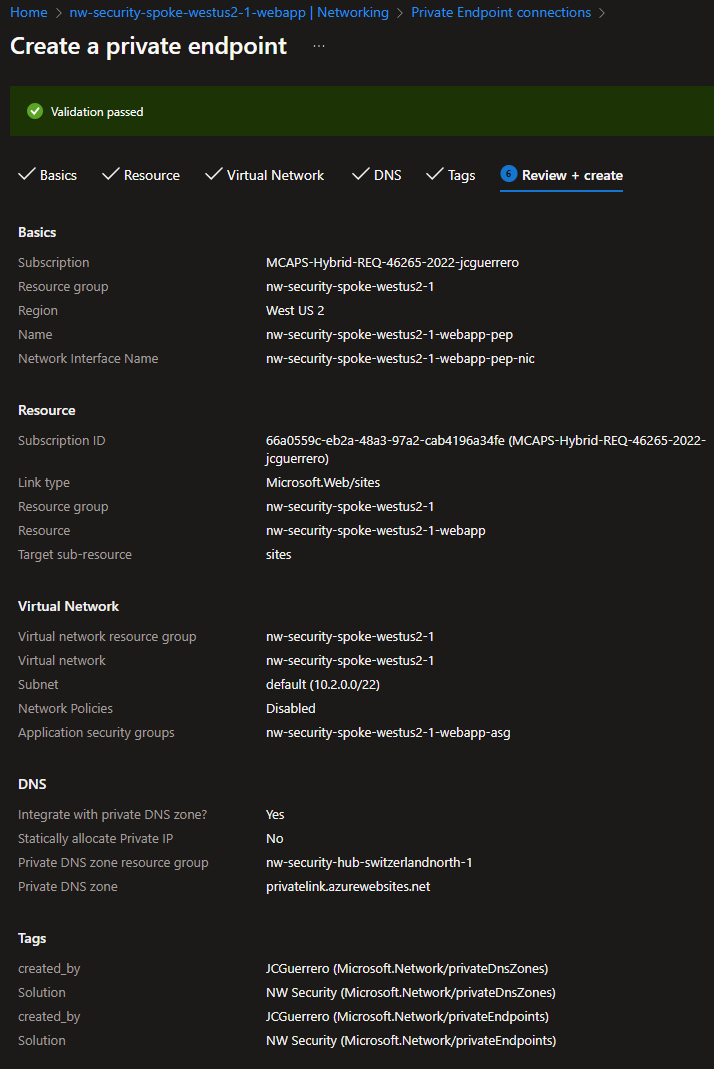 Home > nw-security-spoke-westus2-1-webapp | Networking > Private Endpoint connections >
Create a private endpoint ...
Validation passed
Basics Resource Virtual Network DNS Tags 6 Review + create
Basics
Subscription MCAPS-Hybrid-REQ-46265-2022-jcguerrero
Resource group nw-security-spoke-westus2-1
Region West US 2
Name nw-security-spoke-westus2-1-webapp-pep
Network Interface Name nw-security-spoke-westus2-1-webapp-pep-nic
Resource
Subscription ID 66a0559c-eb2a-48a3-97a2-cab4196a34fe (MCAPS-Hybrid-REQ-46265-2022-
jcguerrero)
Link type Microsoft.Web/sites
Resource group nw-security-spoke-westus2-1
Resource nw-security-spoke-westus2-1-webapp
Target sub-resource sites
Virtual Network
Virtual network resource group nw-security-spoke-westus2-1
Virtual network nw-security-spoke-westus2-1
Subnet default (10.2.0.0/22)
Network Policies Disabled
Application security groups nw-security-spoke-westus2-1-webapp-asg
DNS
Integrate with private DNS zone? Yes
Statically allocate Private IP No
Private DNS zone resource group nw-security-hub-switzerlandnorth-1
Private DNS zone privatelink.azurewebsites.net
Tags
created_by JCGuerrero (Microsoft.Network/privateDnsZones)
Solution NW Security (Microsoft.Network/privateDnsZones)
created_by JCGuerrero (Microsoft.Network/privateEndpoints)
Solution NW Security (Microsoft.Network/privateEndpoints)